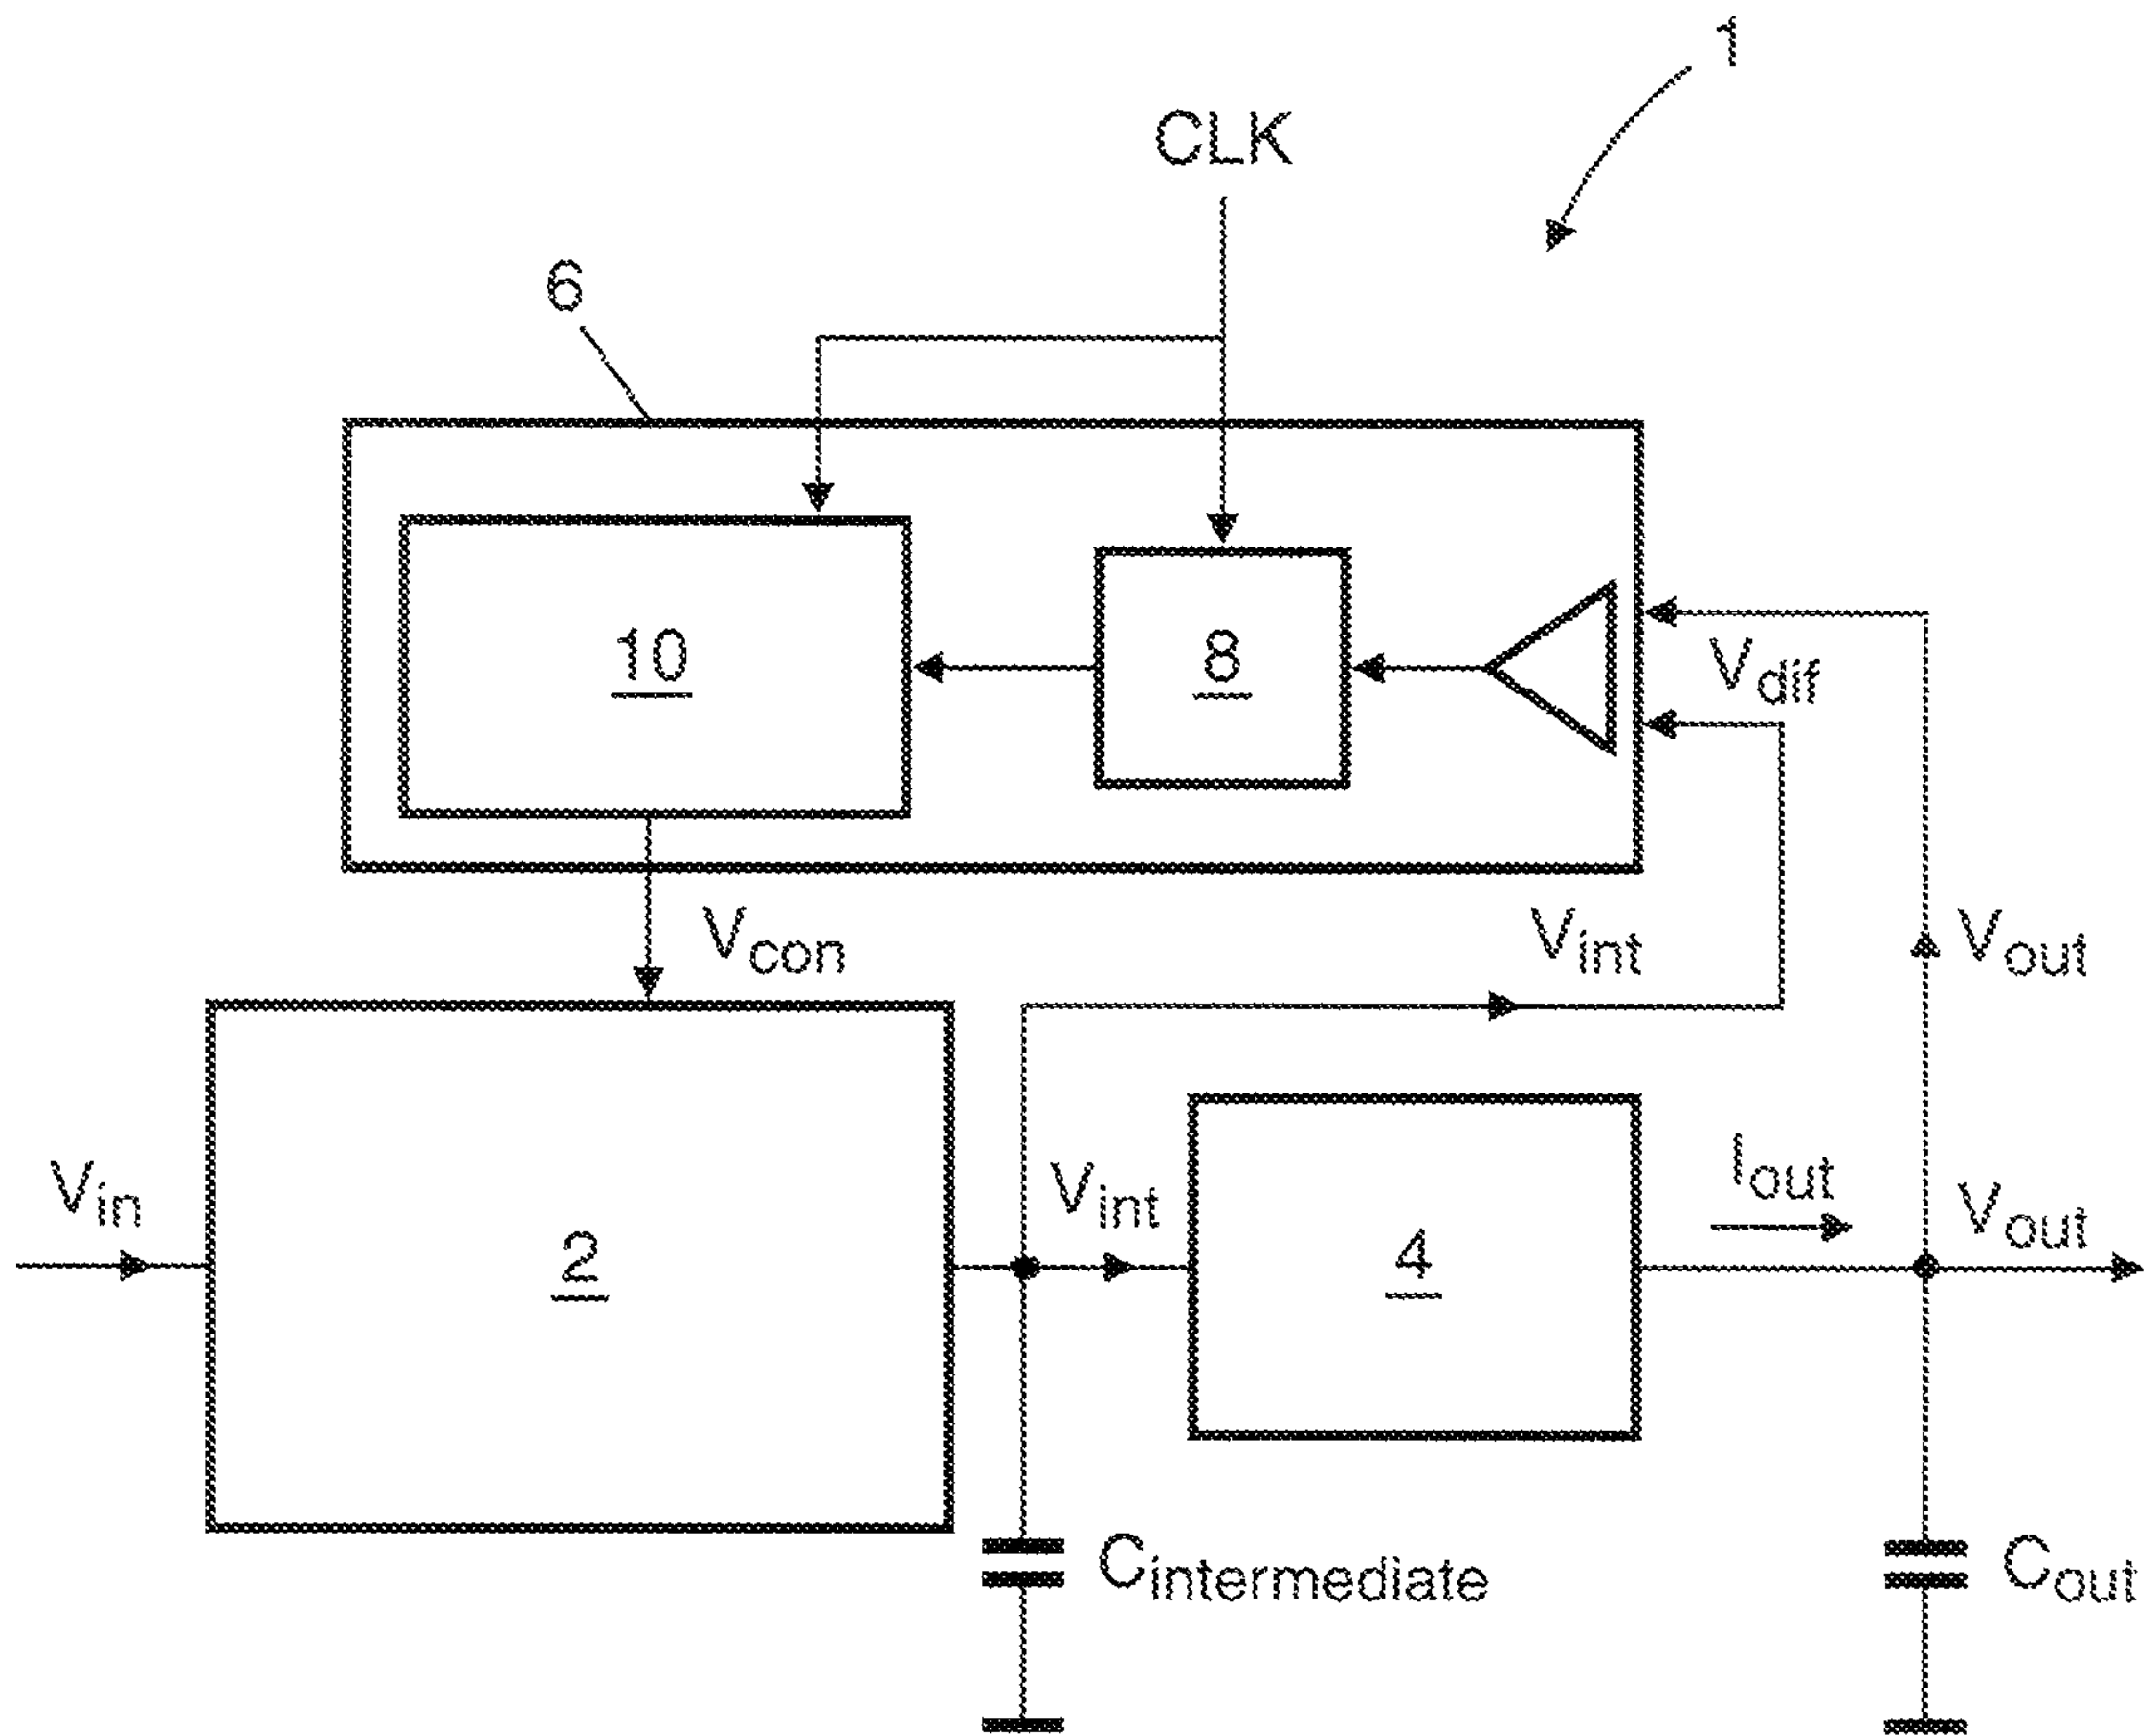 1
CLK
6
10
8
Vdif
Vcon
Vint
Vout
Vin
2
Vint
4
Iout
Vout
Cintermediate
Cout